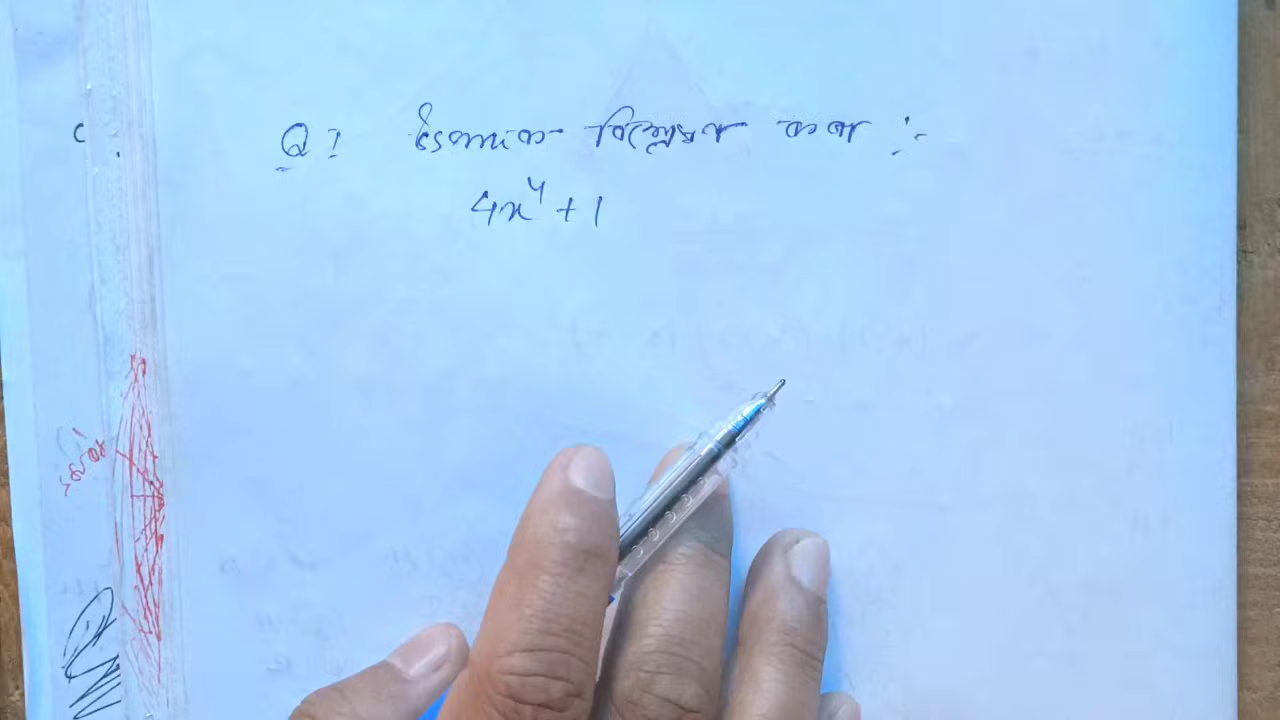 Q। উৎপাদকে বিশ্লেষণ কর :-
4x⁴ + 1